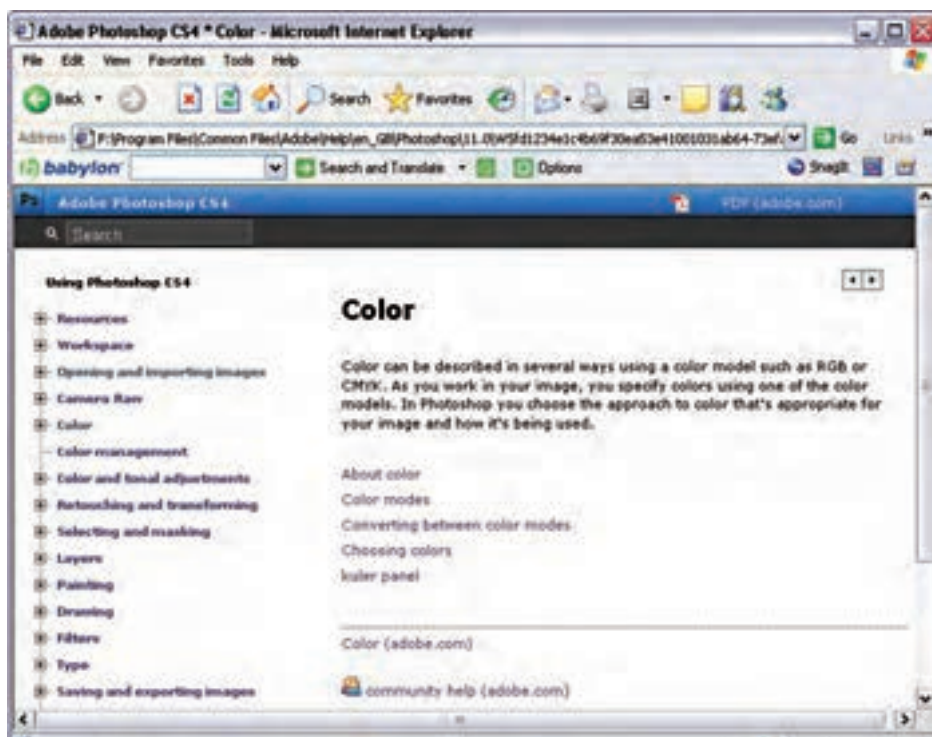 Adobe Photoshop CS4 * Color - Microsoft Internet Explorer
File Edit View Favorites Tools Help
Back Search Favorites
Address Go Links
babylon Search and Translate Options SnagIt
Ps Adobe Photoshop CS4 PDF (adobe.com)
Search
Using Photoshop CS4
Resources
Workspace
Opening and importing images
Camera Raw
Color
Color management
Color and tonal adjustments
Retouching and transforming
Selecting and masking
Layers
Painting
Drawing
Filters
Type
Saving and exporting images
Color
Color can be described in several ways using a color model such as RGB or
CMYK. As you work in your image, you specify colors using one of the color
models. In Photoshop you choose the approach to color that's appropriate for
your image and how it's being used.
About color
Color modes
Converting between color modes
Choosing colors
kuler panel
Color (adobe.com)
community help (adobe.com)